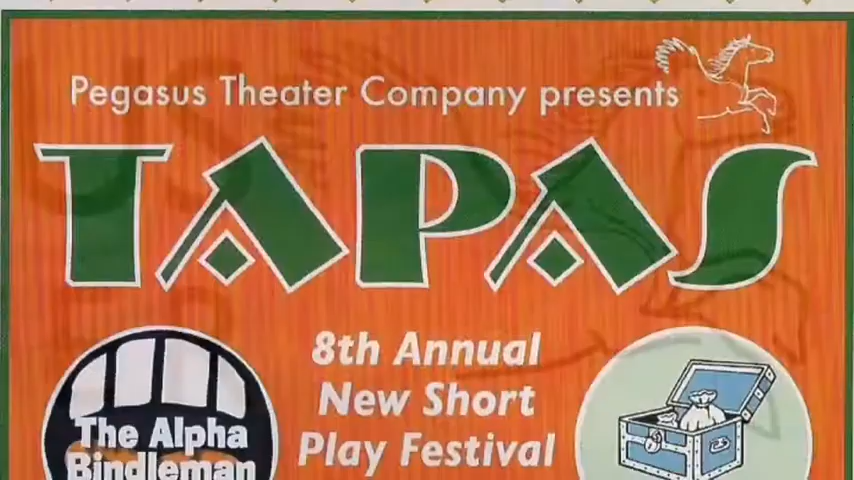 Pegasus Theater Company presents
TAPAS
8th Annual
New Short
Play Festival
The Alpha
Bindleman